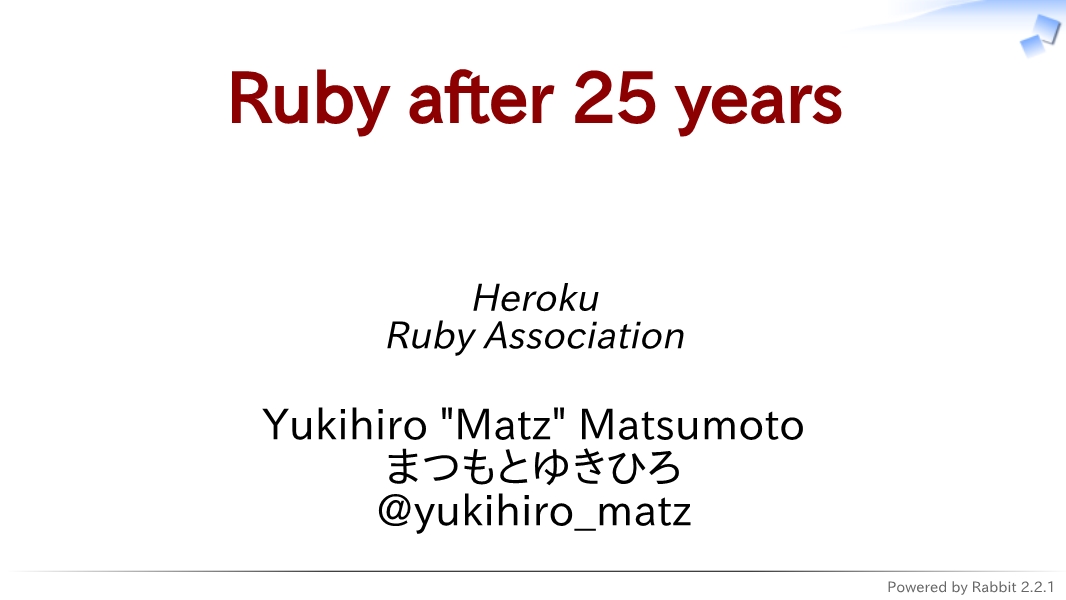 Ruby after 25 years
Heroku
Ruby Association
Yukihiro "Matz" Matsumoto
まつもとゆきひろ
@yukihiro_matz
Powered by Rabbit 2.2.1